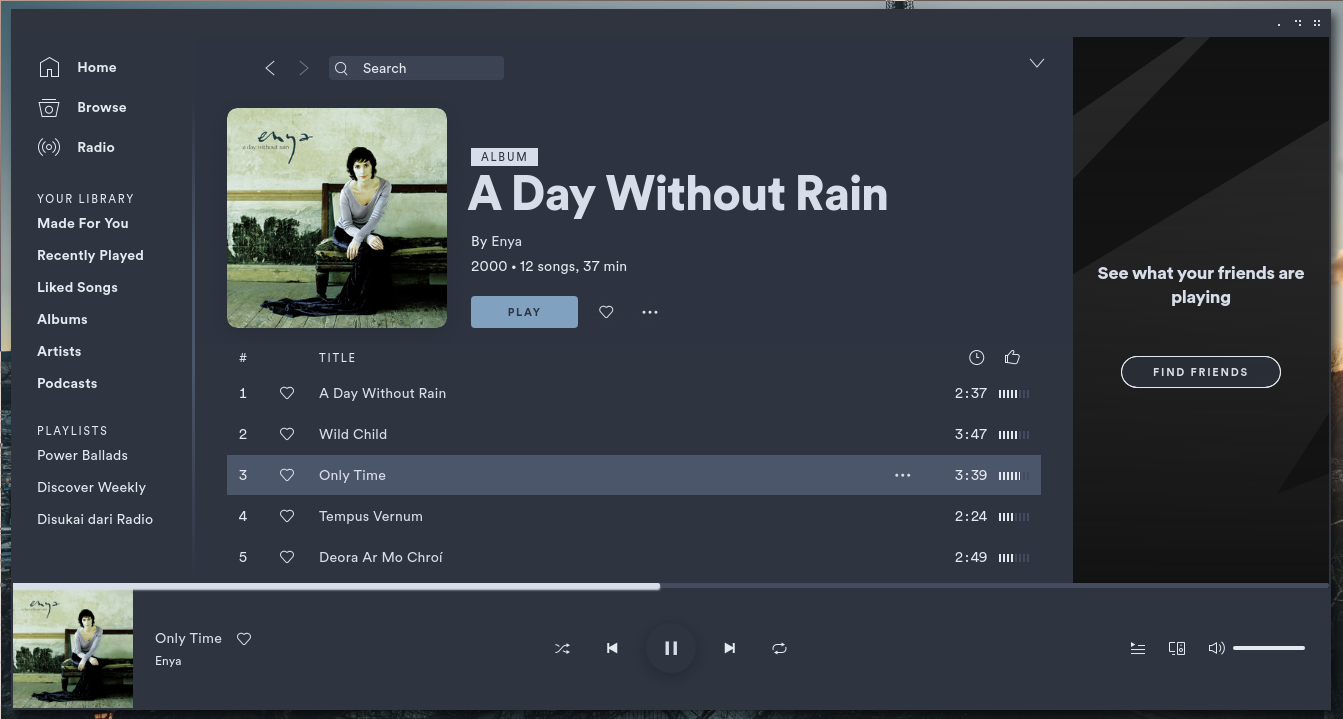 Home
Browse
Radio
YOUR LIBRARY
Made For You
Recently Played
Liked Songs
Albums
Artists
Podcasts
PLAYLISTS
Power Ballads
Discover Weekly
Disukai dari Radio
Search
enya
a day without rain
ALBUM
A Day Without Rain
By Enya
2000 • 12 songs, 37 min
PLAY
# TITLE
1 A Day Without Rain 2:37
2 Wild Child 3:47
3 Only Time 3:39
4 Tempus Vernum 2:24
5 Deora Ar Mo Chroí 2:49
See what your friends are
playing
FIND FRIENDS
enya
Only Time
Enya